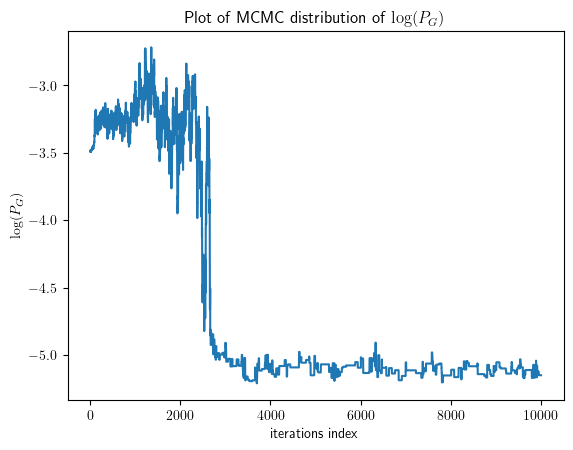 Plot of MCMC distribution of log(P_G)
log(P_G)
−3.0
−3.5
−4.0
−4.5
−5.0
0 2000 4000 6000 8000 10000
iterations index